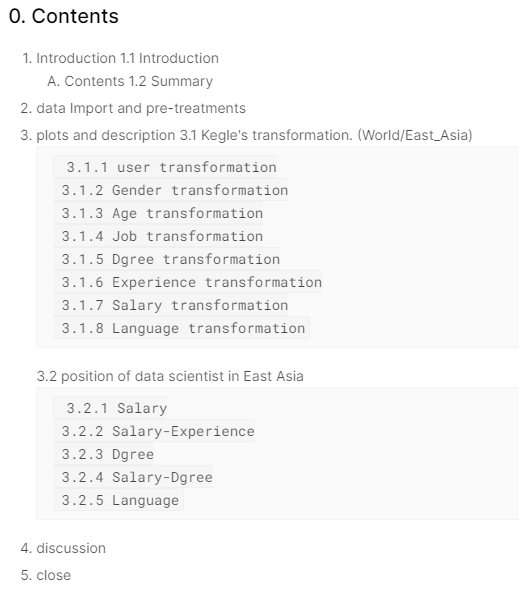 0. Contents
1. Introduction 1.1 Introduction
A. Contents 1.2 Summary
2. data Import and pre-treatments
3. plots and description 3.1 Kegle's transformation. (World/East_Asia)
3.1.1 user transformation
3.1.2 Gender transformation
3.1.3 Age transformation
3.1.4 Job transformation
3.1.5 Dgree transformation
3.1.6 Experience transformation
3.1.7 Salary transformation
3.1.8 Language transformation
3.2 position of data scientist in East Asia
3.2.1 Salary
3.2.2 Salary-Experience
3.2.3 Dgree
3.2.4 Salary-Dgree
3.2.5 Language
4. discussion
5. close